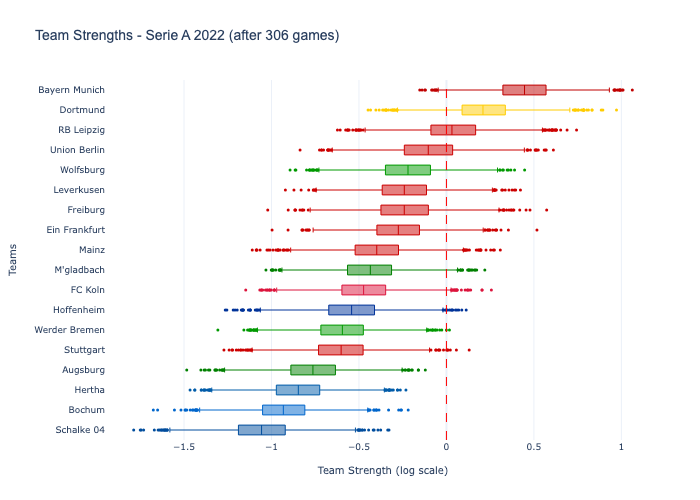 Team Strengths - Serie A 2022 (after 306 games)
Bayern Munich
Dortmund
RB Leipzig
Union Berlin
Wolfsburg
Leverkusen
Freiburg
Ein Frankfurt
Mainz
M'gladbach
FC Koln
Hoffenheim
Werder Bremen
Stuttgart
Augsburg
Hertha
Bochum
Schalke 04
Teams
−1.5 −1 −0.5 0 0.5 1
Team Strength (log scale)